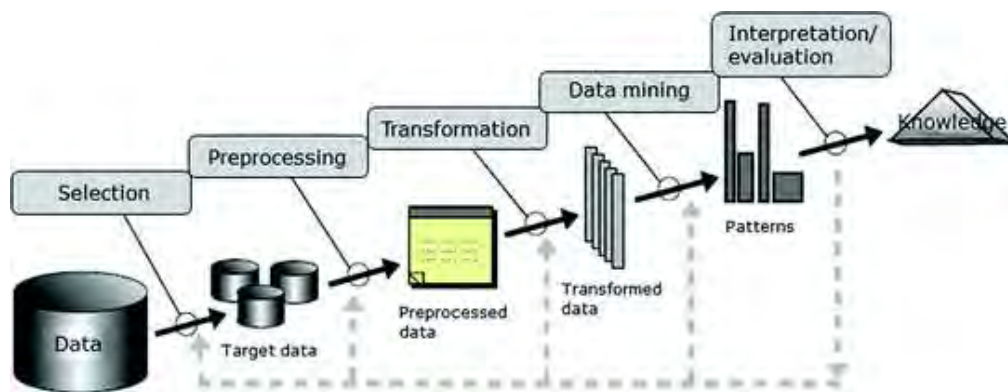 Interpretation/
evaluation
Data mining
Transformation
Preprocessing
Selection
Data
Target data
Preprocessed
data
Transformed
data
Patterns
Knowledge